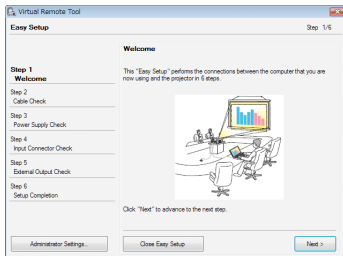 Virtual Remote Tool
Easy Setup
Step 1/6
Welcome
Step 1
Welcome
Step 2
Cable Check
Step 3
Power Supply Check
Step 4
Input Connector Check
Step 5
External Output Check
Step 6
Setup Completion
This "Easy Setup" performs the connections between the computer that you are
now using and the projector in 6 steps.
Click "Next" to advance to the next step.
Administrator Settings...
Close Easy Setup
Next >